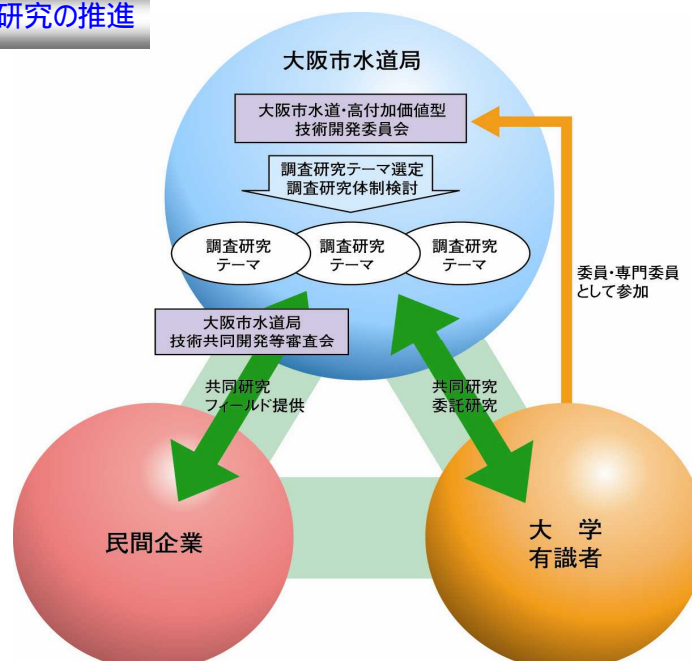 研究の推進
大阪市水道局
大阪市水道・高付加価値型
技術開発委員会
調査研究テーマ選定
調査研究体制検討
調査研究
テーマ
調査研究
テーマ
調査研究
テーマ
委員・専門委員
として参加
大阪市水道局
技術共同開発等審査会
共同研究
フィールド提供
共同研究
委託研究
民間企業
大　学
有識者